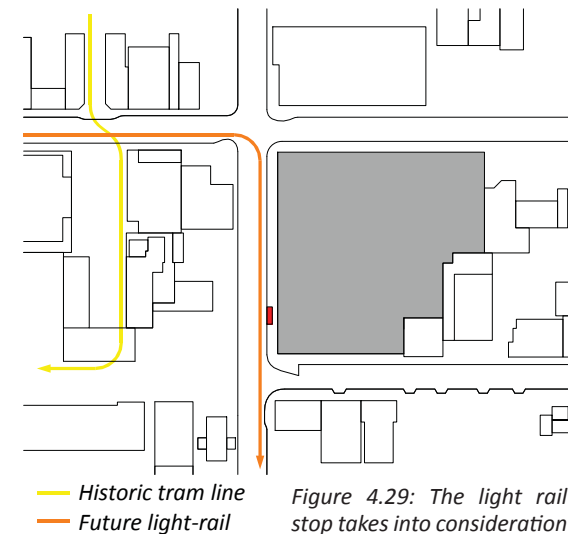 Historic tram line
Future light-rail
Figure 4.29: The light rail
stop takes into consideration